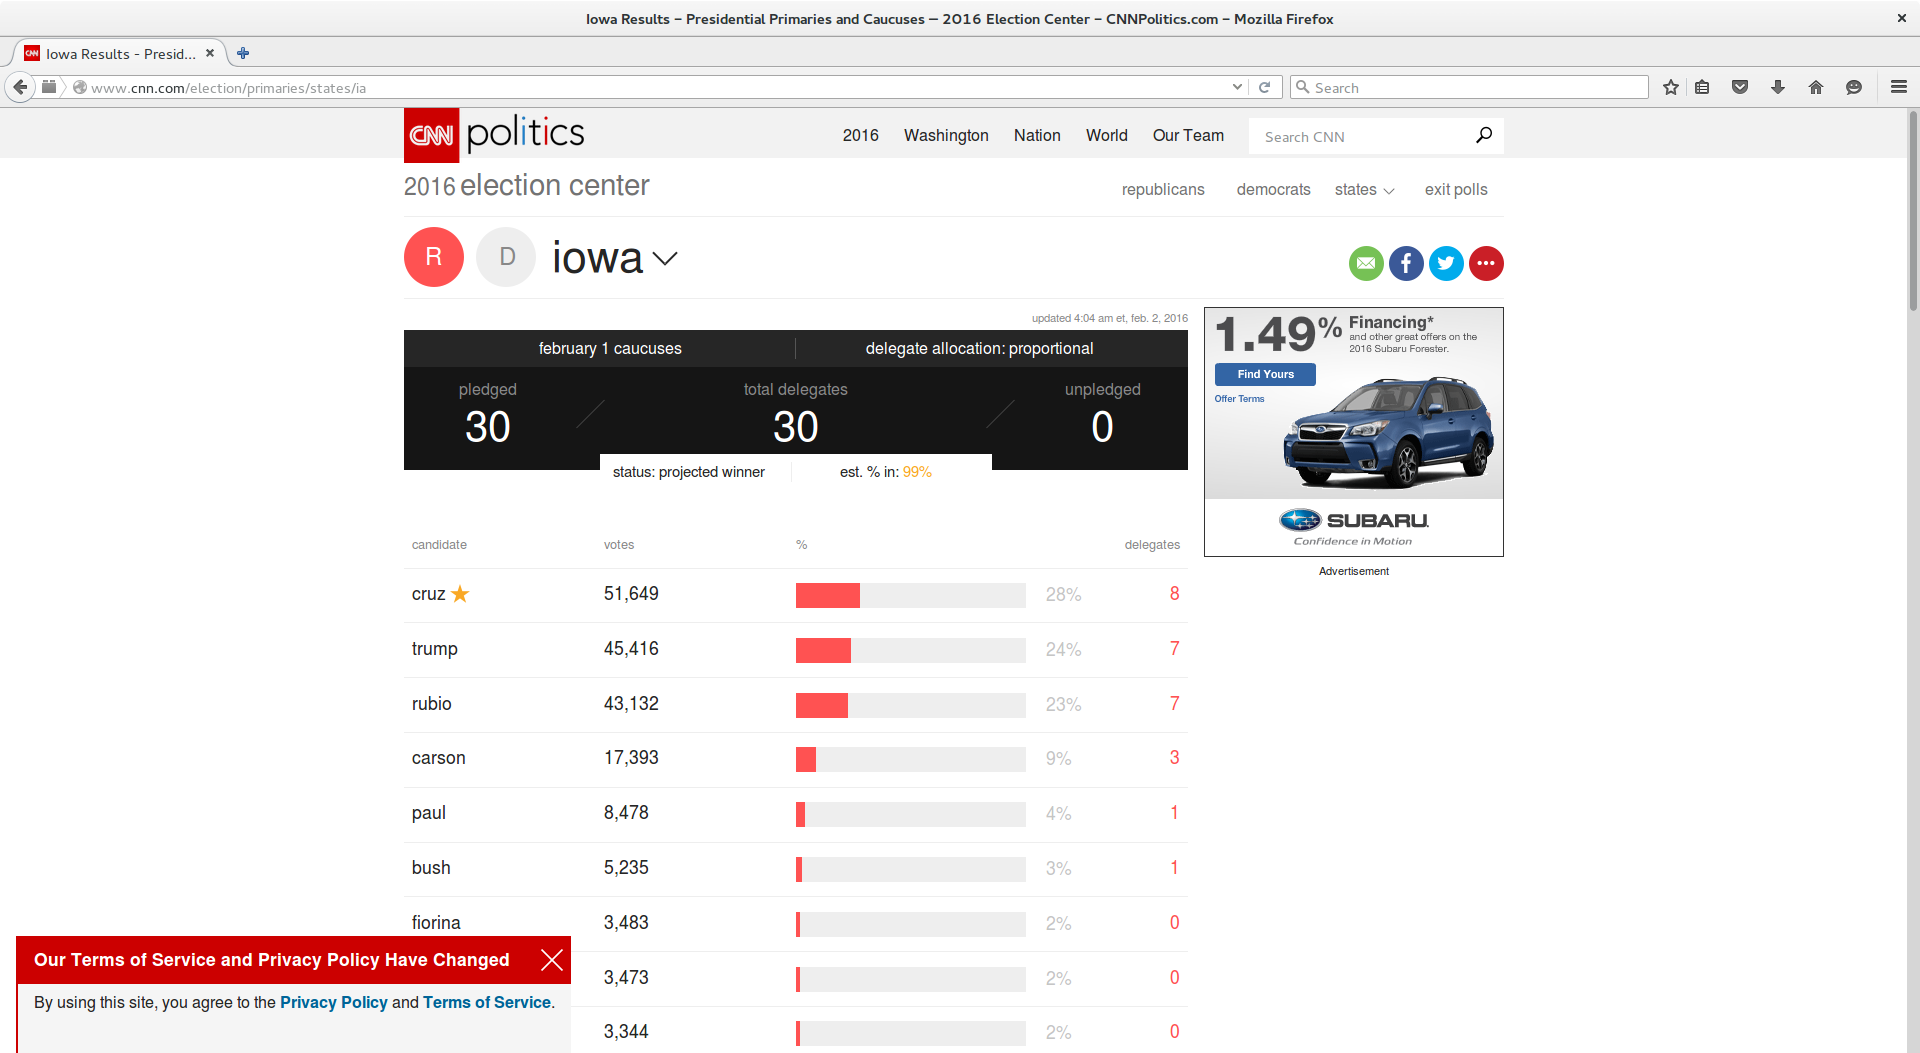 Iowa Results – Presidential Primaries and Caucuses — 2016 Election Center – CNNPolitics.com – Mozilla Firefox
CNN Iowa Results - Presid...
www.cnn.com/election/primaries/states/ia
Search
CNN politics
2016 Washington Nation World Our Team
Search CNN
2016 election center
republicans democrats states exit polls
R D iowa
updated 4:04 am et, feb. 2, 2016
february 1 caucuses delegate allocation: proportional
pledged total delegates unpledged
30 30 0
status: projected winner est. % in: 99%
1.49% Financing*
and other great offers on the
2016 Subaru Forester.
Find Yours
Offer Terms
SUBARU
Confidence in Motion
Advertisement
candidate votes % delegates
cruz 51,649 28% 8
trump 45,416 24% 7
rubio 43,132 23% 7
carson 17,393 9% 3
paul 8,478 4% 1
bush 5,235 3% 1
fiorina 3,483 2% 0
3,473 2% 0
3,344 2% 0
Our Terms of Service and Privacy Policy Have Changed
By using this site, you agree to the Privacy Policy and Terms of Service.